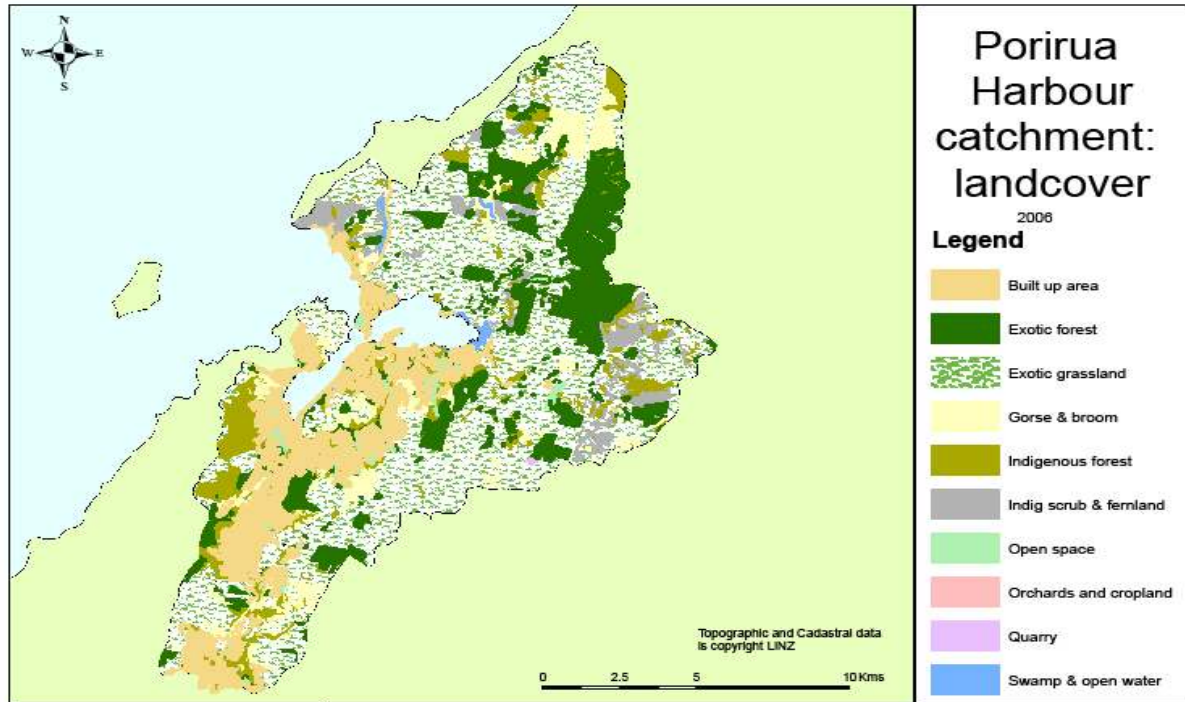 N
W E
S
Porirua
Harbour
catchment:
landcover
2006
Legend
Built up area
Exotic forest
Exotic grassland
Gorse & broom
Indigenous forest
Indig scrub & fernland
Open space
Orchards and cropland
Quarry
Swamp & open water
Topographic and Cadastral data
is copyright LINZ
0 2.5 5 10 Kms